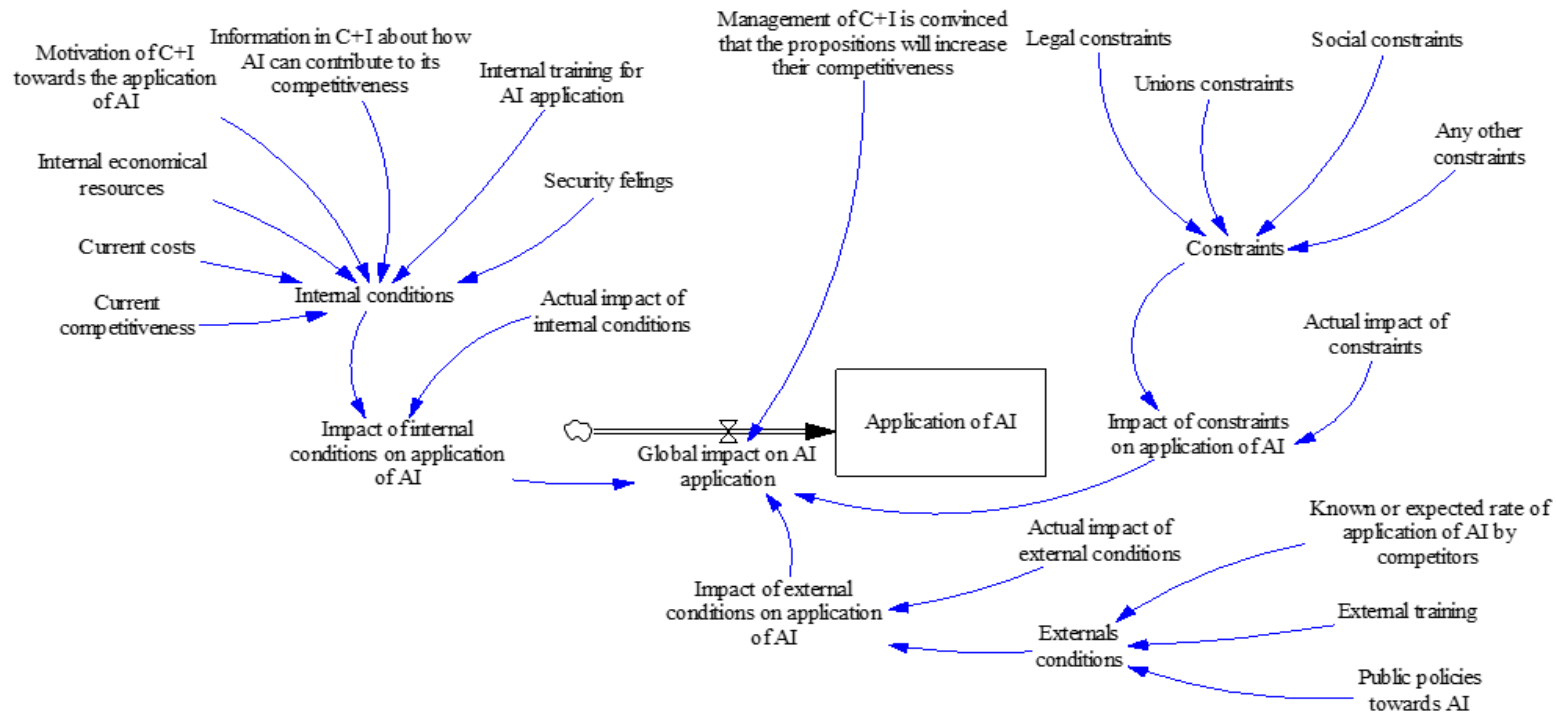 Motivation of C+I
towards the application
of AI
Information in C+I about how
AI can contribute to its
competitiveness
Internal training for
AI application
Management of C+I is convinced
that the propositions will increase
their competitiveness
Legal constraints
Social constraints
Unions constraints
Any other
constraints
Internal economical
resources
Security felings
Current costs
Constraints
Internal conditions
Current
competitiveness
Actual impact of
internal conditions
Actual impact of
constraints
Impact of internal
conditions on application
of AI
Global impact on AI
application
Application of AI
Impact of constraints
on application of AI
Actual impact of
external conditions
Known or expected rate of
application of AI by
competitors
Impact of external
conditions on application
of AI
Externals
conditions
External training
Public policies
towards AI